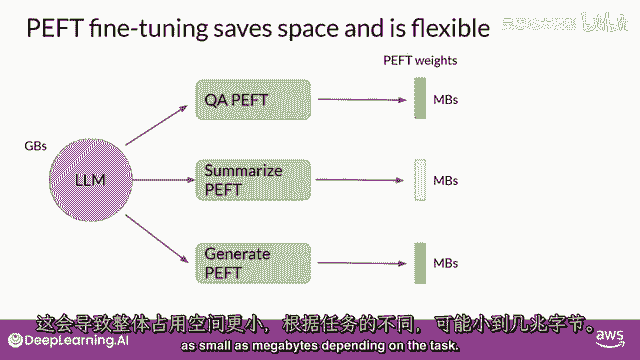 PEFT fine-tuning saves space and is flexible
PEFT weights
QA PEFT
MBs
GBs
LLM
Summarize
PEFT
MBs
Generate
PEFT
MBs
这会导致整体占用空间更小，根据任务的不同，可能小到几兆字节。
as small as megabytes depending on the task.
DeepLearning.AI
aws